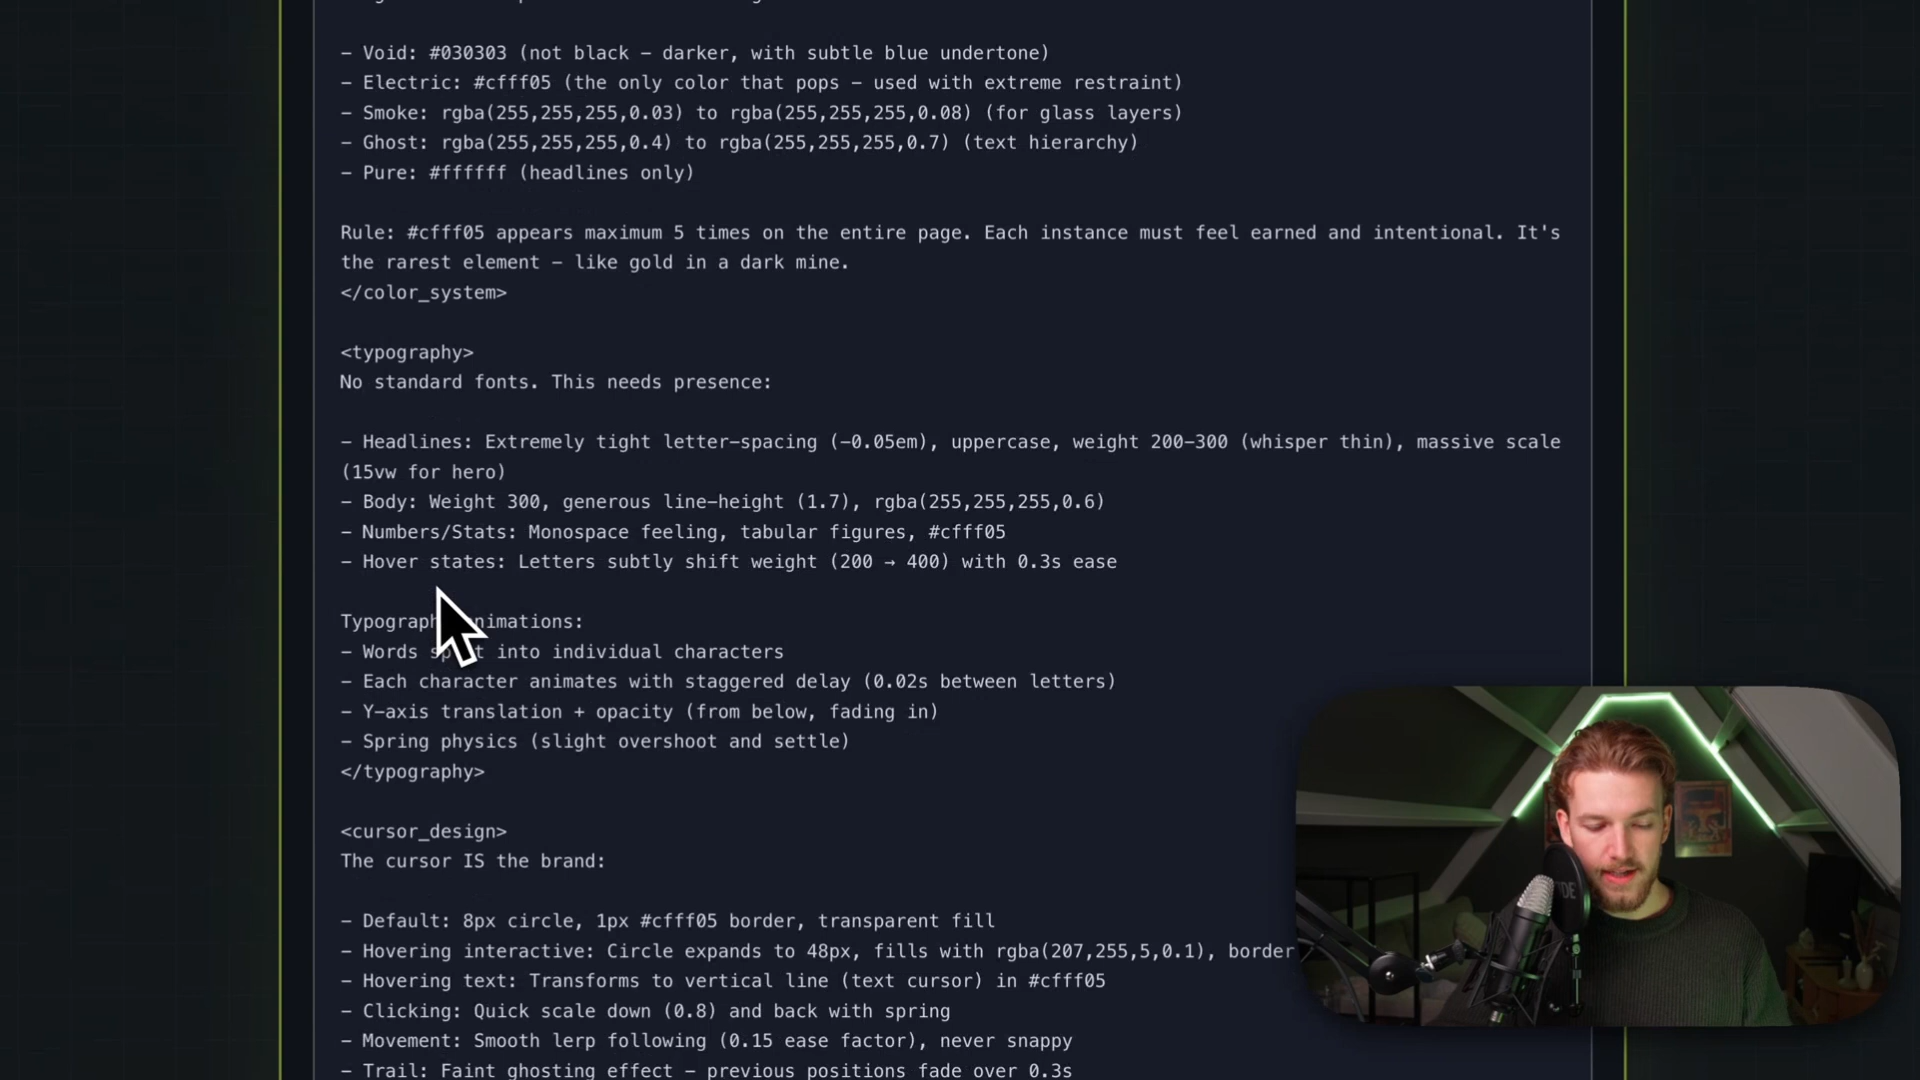 – Void: #030303 (not black – darker, with subtle blue undertone)
– Electric: #cfff05 (the only color that pops – used with extreme restraint)
– Smoke: rgba(255,255,255,0.03) to rgba(255,255,255,0.08) (for glass layers)
– Ghost: rgba(255,255,255,0.4) to rgba(255,255,255,0.7) (text hierarchy)
– Pure: #ffffff (headlines only)
Rule: #cfff05 appears maximum 5 times on the entire page. Each instance must feel earned and intentional. It's
the rarest element – like gold in a dark mine.
</color_system>
<typography>
No standard fonts. This needs presence:
– Headlines: Extremely tight letter-spacing (-0.05em), uppercase, weight 200-300 (whisper thin), massive scale
(15vw for hero)
– Body: Weight 300, generous line-height (1.7), rgba(255,255,255,0.6)
– Numbers/Stats: Monospace feeling, tabular figures, #cfff05
– Hover states: Letters subtly shift weight (200 → 400) with 0.3s ease
Typography animations:
– Words split into individual characters
– Each character animates with staggered delay (0.02s between letters)
– Y-axis translation + opacity (from below, fading in)
– Spring physics (slight overshoot and settle)
</typography>
<cursor_design>
The cursor IS the brand:
– Default: 8px circle, 1px #cfff05 border, transparent fill
– Hovering interactive: Circle expands to 48px, fills with rgba(207,255,5,0.1), border
– Hovering text: Transforms to vertical line (text cursor) in #cfff05
– Clicking: Quick scale down (0.8) and back with spring
– Movement: Smooth lerp following (0.15 ease factor), never snappy
– Trail: Faint ghosting effect – previous positions fade over 0.3s